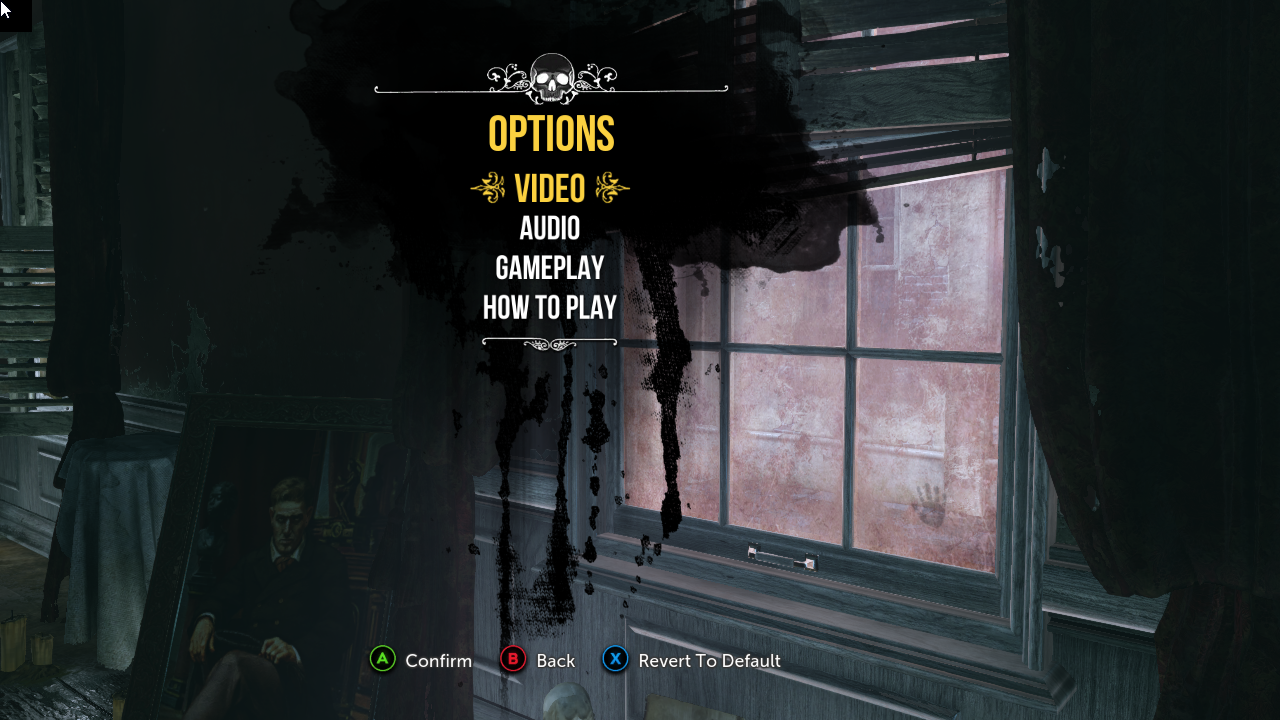 OPTIONS
VIDEO
AUDIO
GAMEPLAY
HOW TO PLAY
A Confirm B Back X Revert To Default